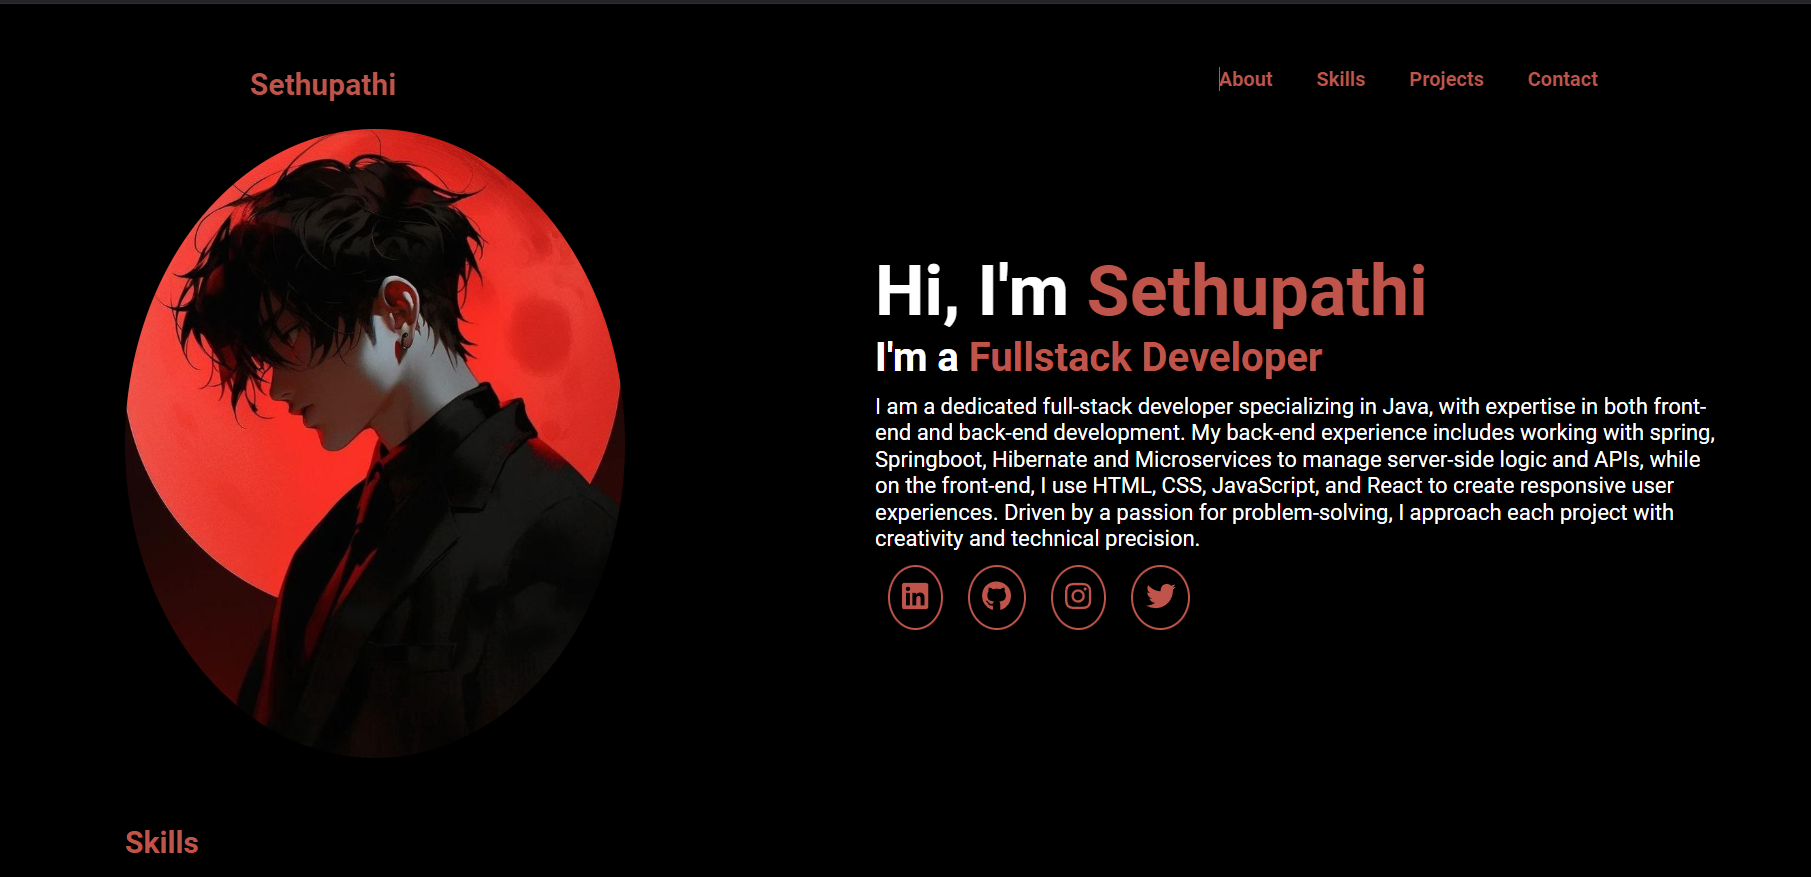 Sethupathi
About Skills Projects Contact
Hi, I'm Sethupathi
I'm a Fullstack Developer
I am a dedicated full-stack developer specializing in Java, with expertise in both front-
end and back-end development. My back-end experience includes working with spring,
Springboot, Hibernate and Microservices to manage server-side logic and APIs, while
on the front-end, I use HTML, CSS, JavaScript, and React to create responsive user
experiences. Driven by a passion for problem-solving, I approach each project with
creativity and technical precision.
in
Skills